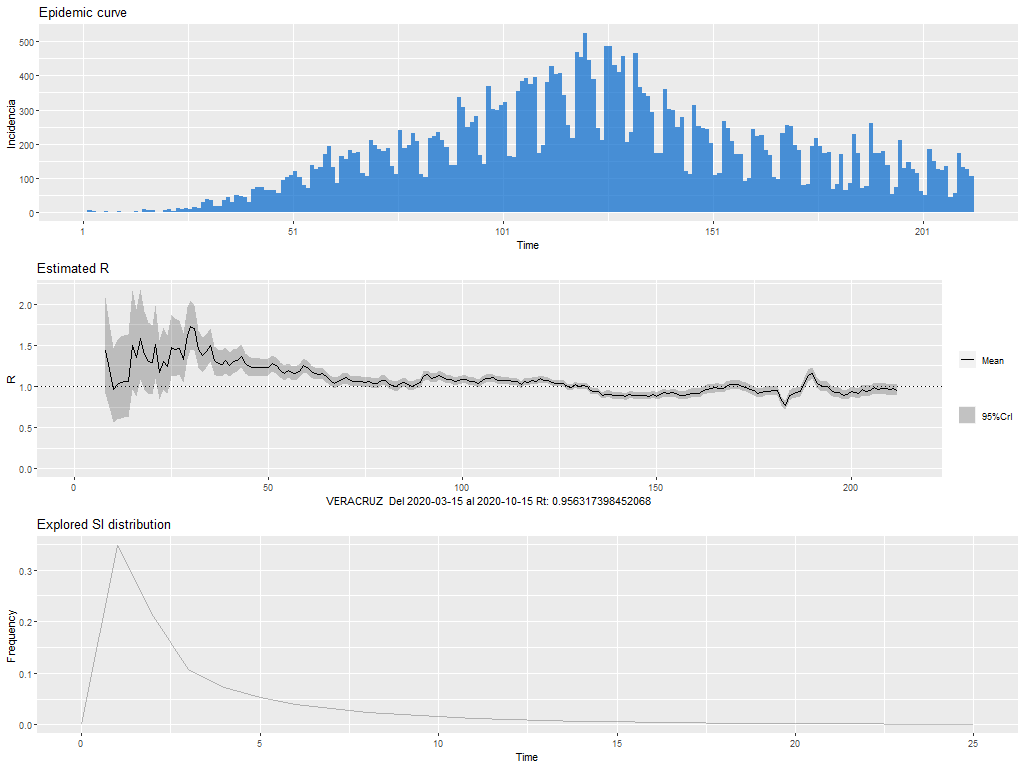 Epidemic curve
Incidencia
500
400
300
200
100
0
1
51
101
151
201
Time
Estimated R
R
2.0
1.5
1.0
0.5
0.0
0
50
100
150
200
VERACRUZ Del 2020-03-15 al 2020-10-15 Rt: 0.956317398452068
Mean
95%CrI
Explored SI distribution
Frequency
0.3
0.2
0.1
0.0
0
5
10
15
20
25
Time